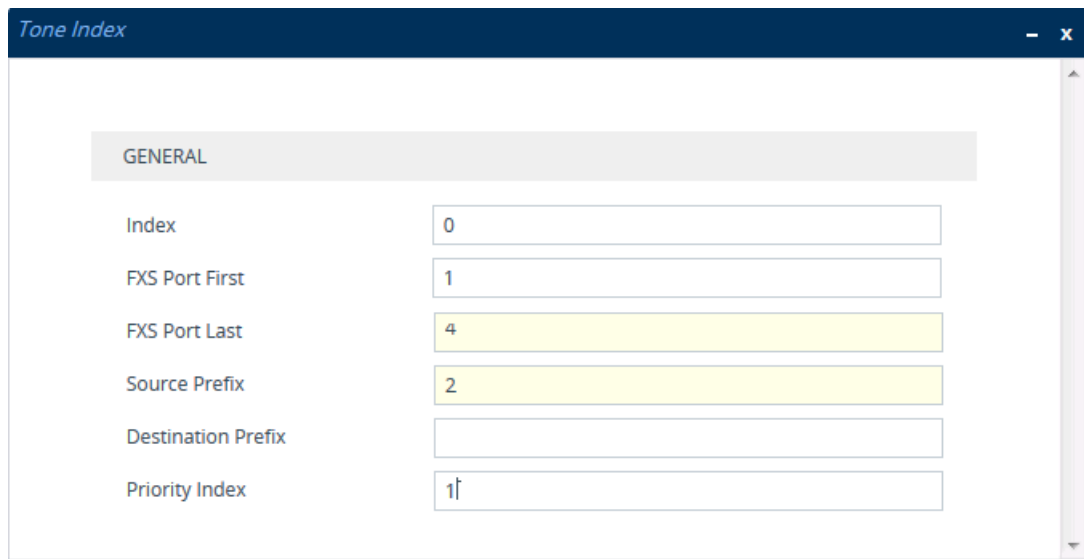 Tone Index
– x
GENERAL
Index 0
FXS Port First 1
FXS Port Last 4
Source Prefix 2
Destination Prefix
Priority Index 1